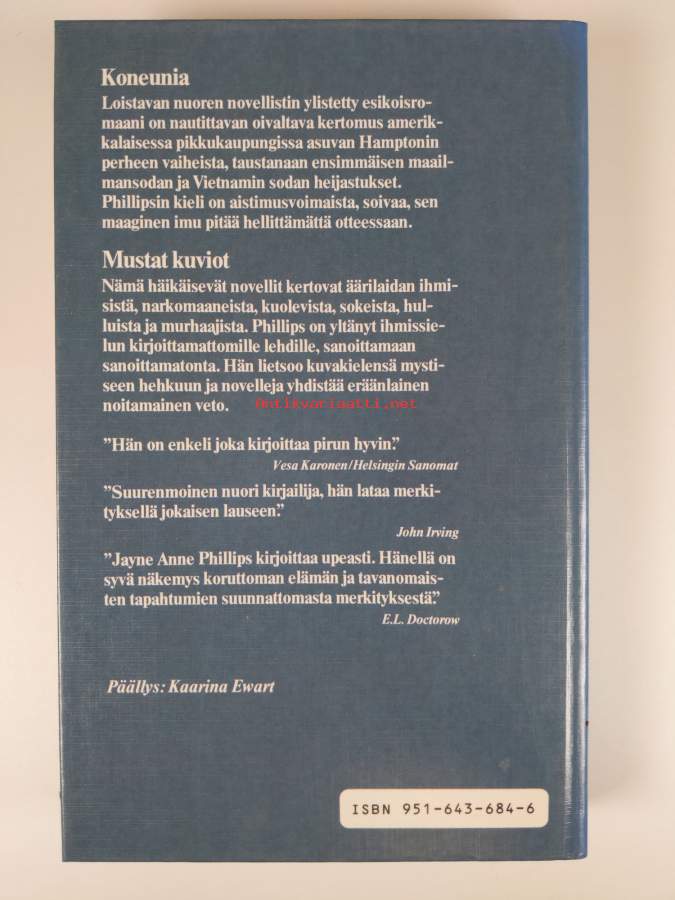 Koneunia
Loistavan nuoren novellistin ylistetty esikoisro-
maani on nautittavan oivaltava kertomus amerik-
kalaisessa pikkukaupungissa asuvan Hamptonin
perheen vaiheista, taustanaan ensimmäisen maail-
mansodan ja Vietnamin sodan heijastukset.
Phillipsin kieli on aistimusvoimaista, soivaa, sen
maaginen imu pitää hellittämättä otteessaan.
Mustat kuviot
Nämä häikäisevät novellit kertovat äärilaidan ihmi-
sistä, narkomaaneista, kuolevista, sokeista, hul-
luista ja murhaajista. Phillips on yltänyt ihmissie-
lun kirjoittamattomille lehdille, sanoittamaan
sanoittamatonta. Hän lietsoo kuvakielensä mysti-
seen hehkuun ja novelleja yhdistää eräänlainen
noitamainen veto. Antikvariaatti.net
”Hän on enkeli joka kirjoittaa pirun hyvin.”
Vesa Karonen/Helsingin Sanomat
”Suurenmoinen nuori kirjailija, hän lataa merki-
tyksellä jokaisen lauseen.”
John Irving
”Jayne Anne Phillips kirjoittaa upeasti. Hänellä on
syvä näkemys koruttoman elämän ja tavanomais-
ten tapahtumien suunnattomasta merkityksestä.”
E.L. Doctorow
Päällys: Kaarina Ewart
ISBN 951-643-684-6